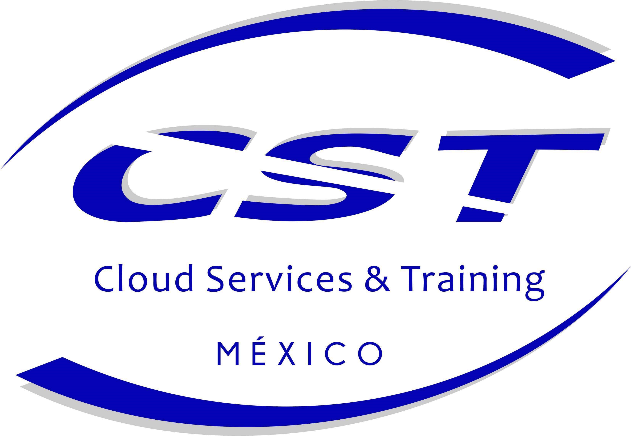 CST
Cloud Services & Training
MÉXICO